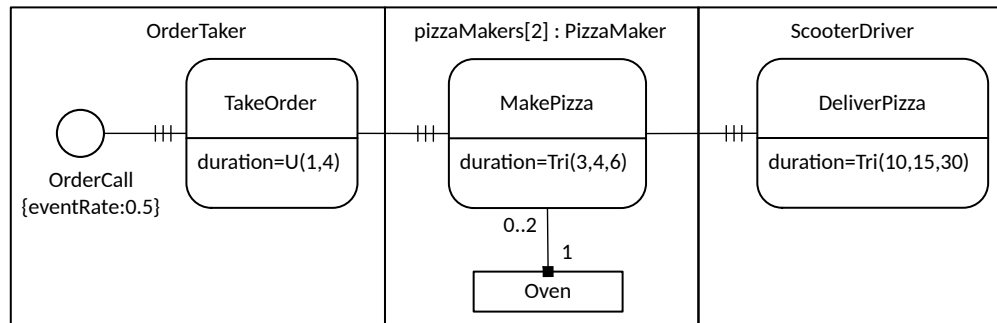 OrderTaker
pizzaMakers[2] : PizzaMaker
ScooterDriver
TakeOrder
MakePizza
DeliverPizza
duration=U(1,4)
duration=Tri(3,4,6)
duration=Tri(10,15,30)
OrderCall
{eventRate:0.5}
0..2
1
Oven